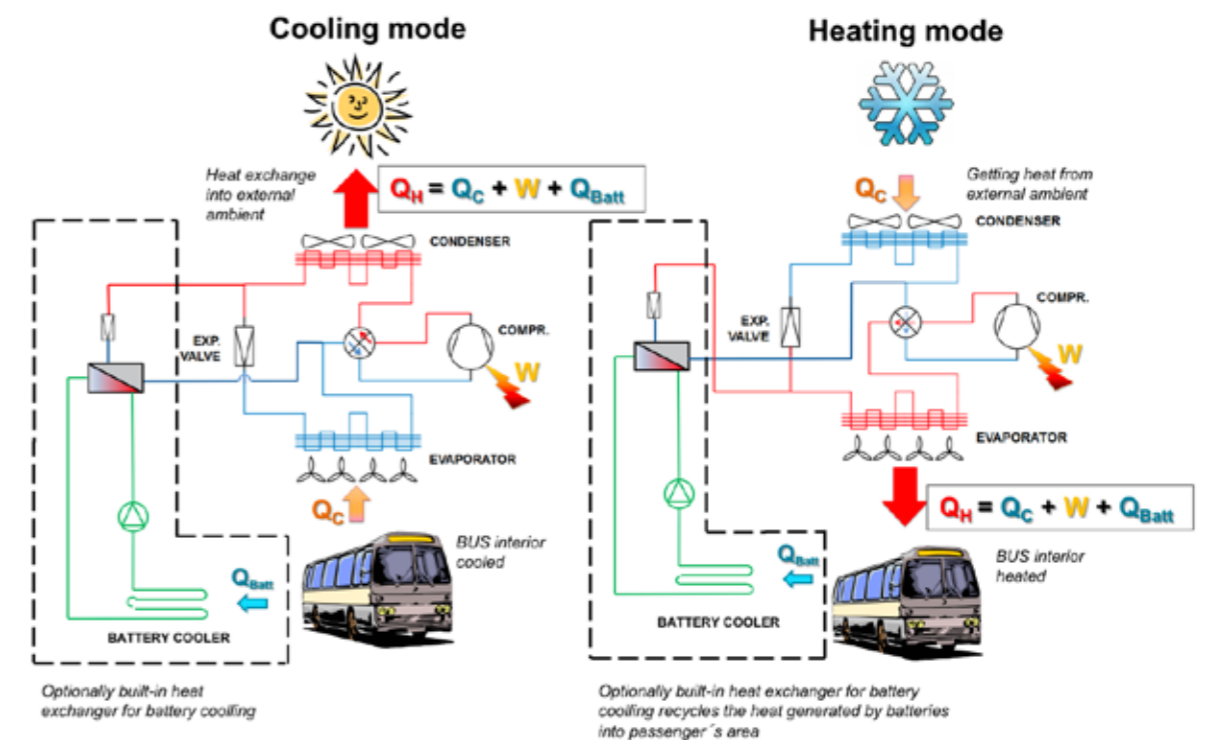 Cooling mode
Heat exchange
into external
ambient
QH = QC + W + QBatt
CONDENSER
EXP.
VALVE
COMPR.
W
EVAPORATOR
QC
BUS interior
cooled
QBatt
BATTERY COOLER
Optionally built-in heat
exchanger for battery coolling
Heating mode
QC
Getting heat from
external ambient
CONDENSER
EXP.
VALVE
COMPR.
W
EVAPORATOR
QH = QC + W + QBatt
BUS interior
heated
QBatt
BATTERY COOLER
Optionally built-in heat exchanger for battery
coolling recycles the heat generated by batteries
into passenger´s area